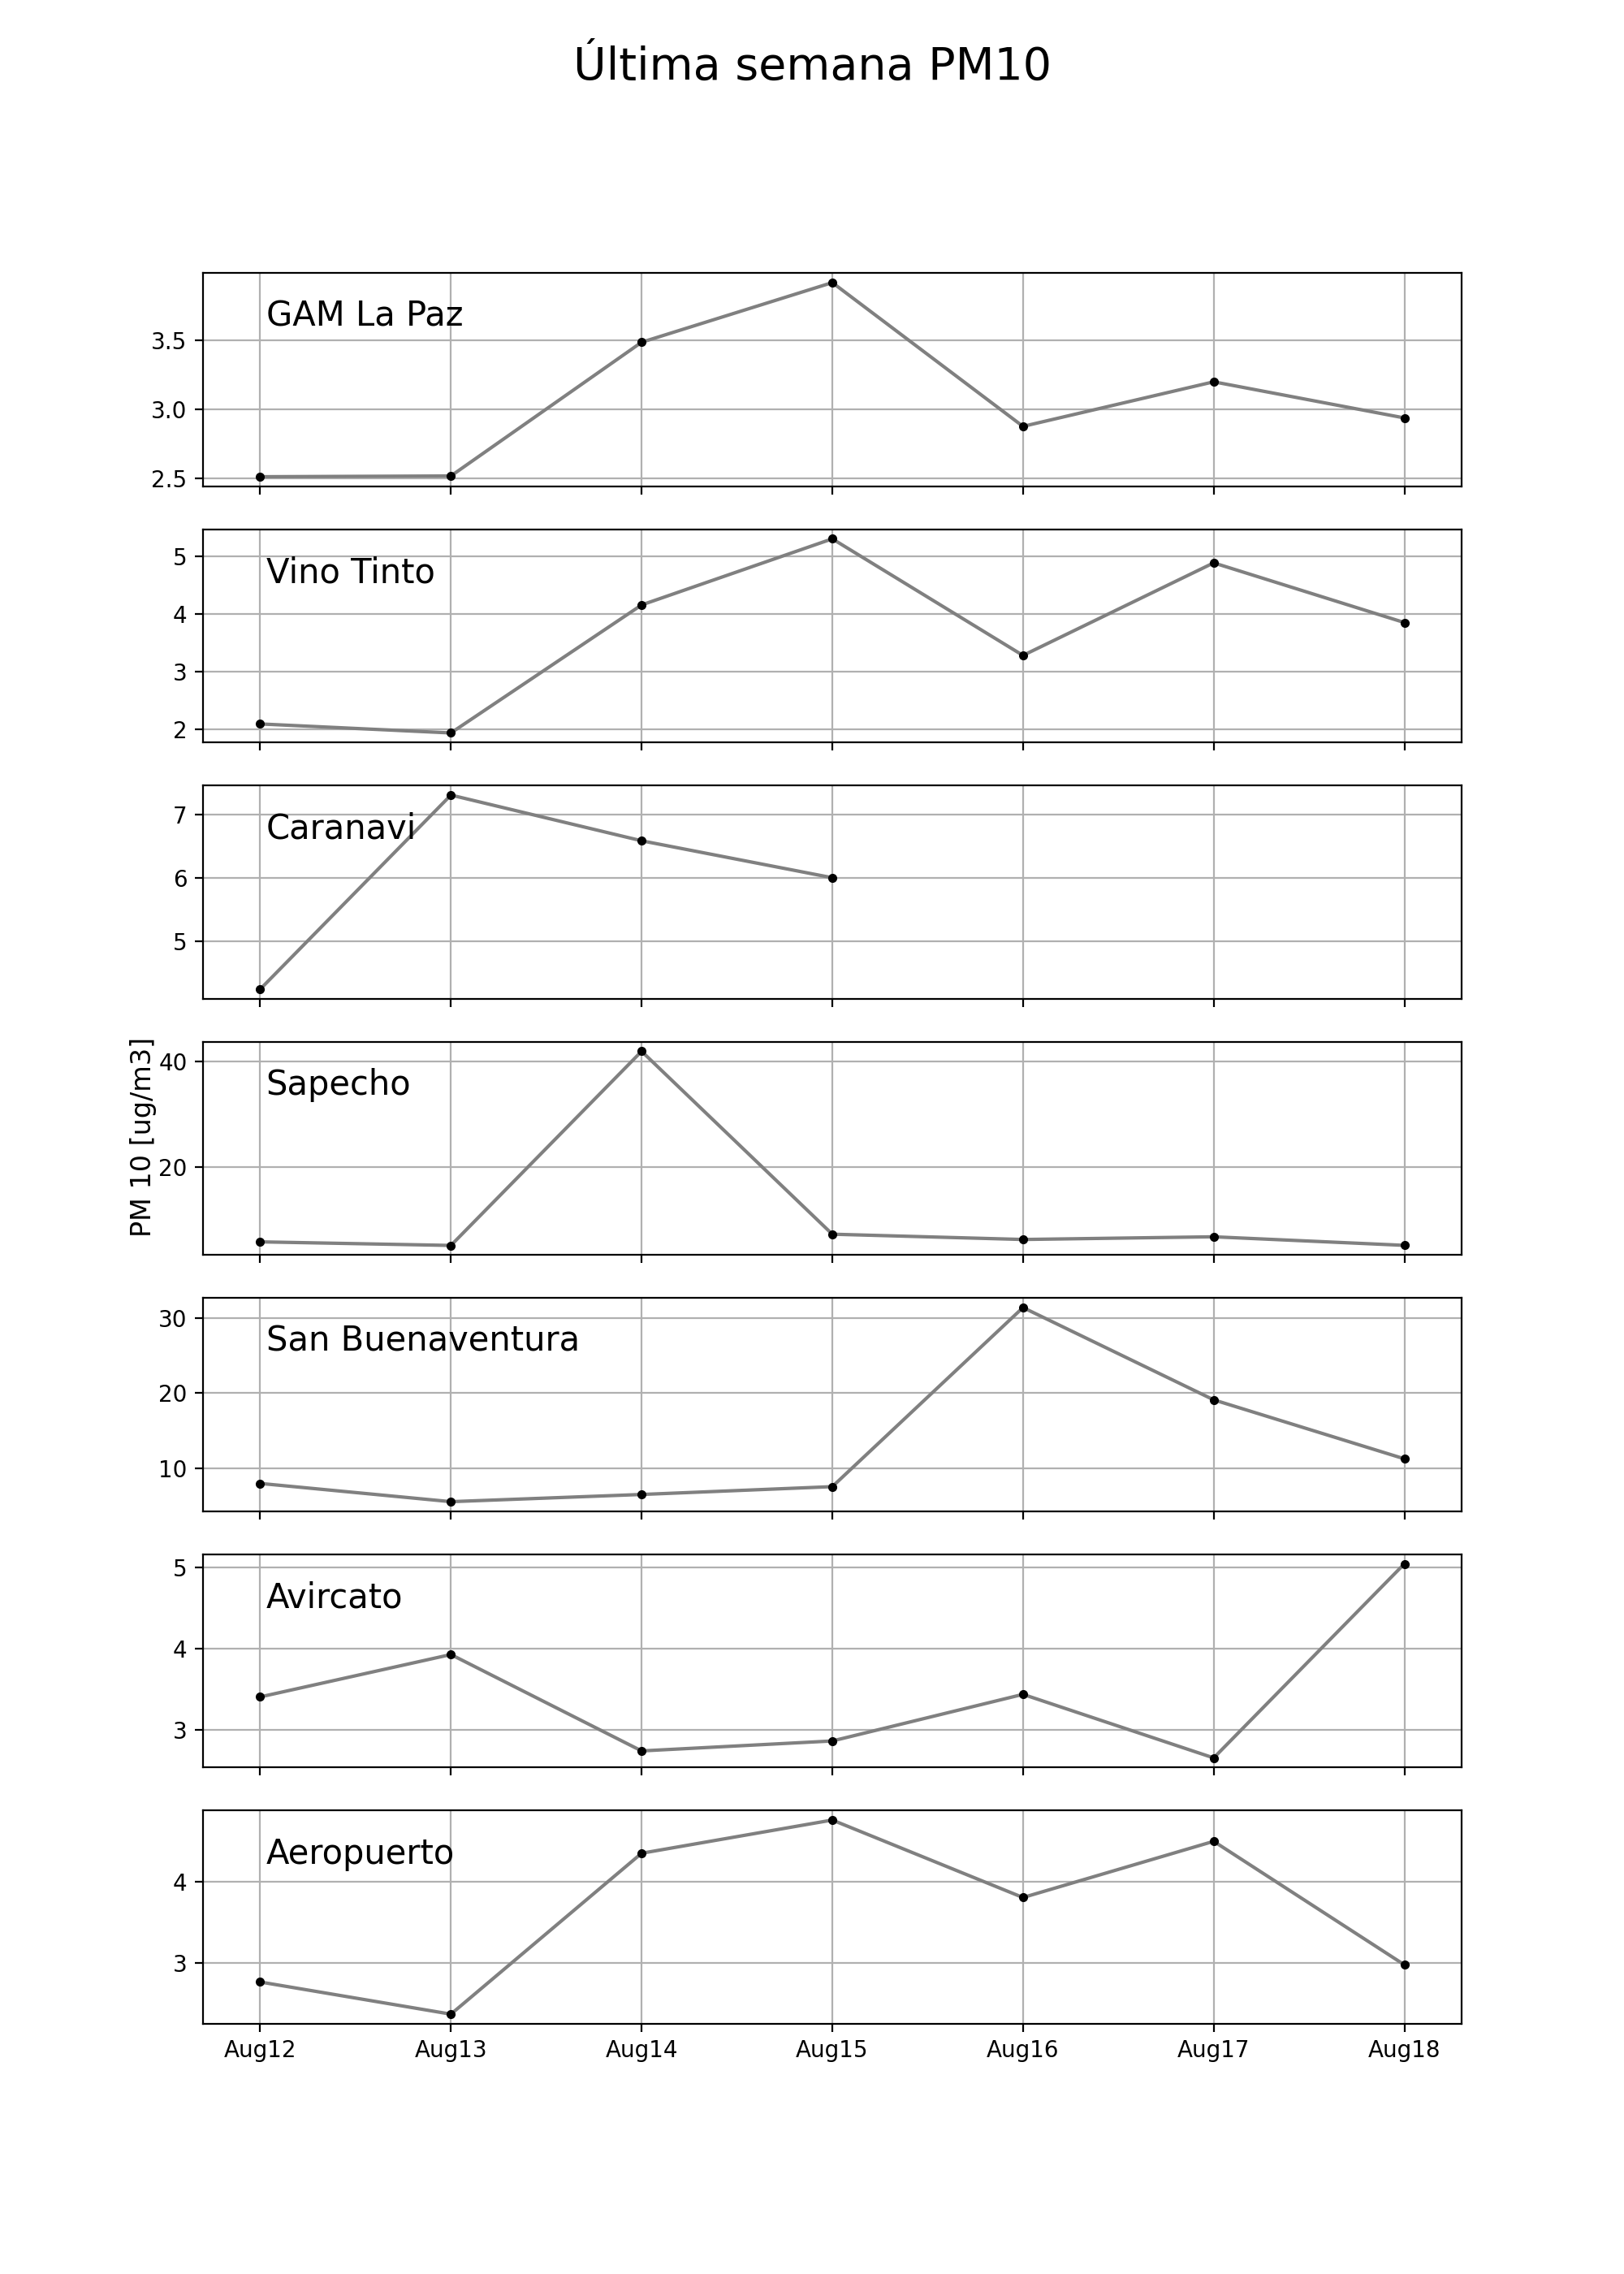 Última semana PM10
GAM La Paz
3.5
3.0
2.5
Vino Tinto
5
4
3
2
Caranavi
7
6
5
PM 10 [ug/m3]
Sapecho
40
20
San Buenaventura
30
20
10
Avircato
5
4
3
Aeropuerto
4
3
Aug12 Aug13 Aug14 Aug15 Aug16 Aug17 Aug18